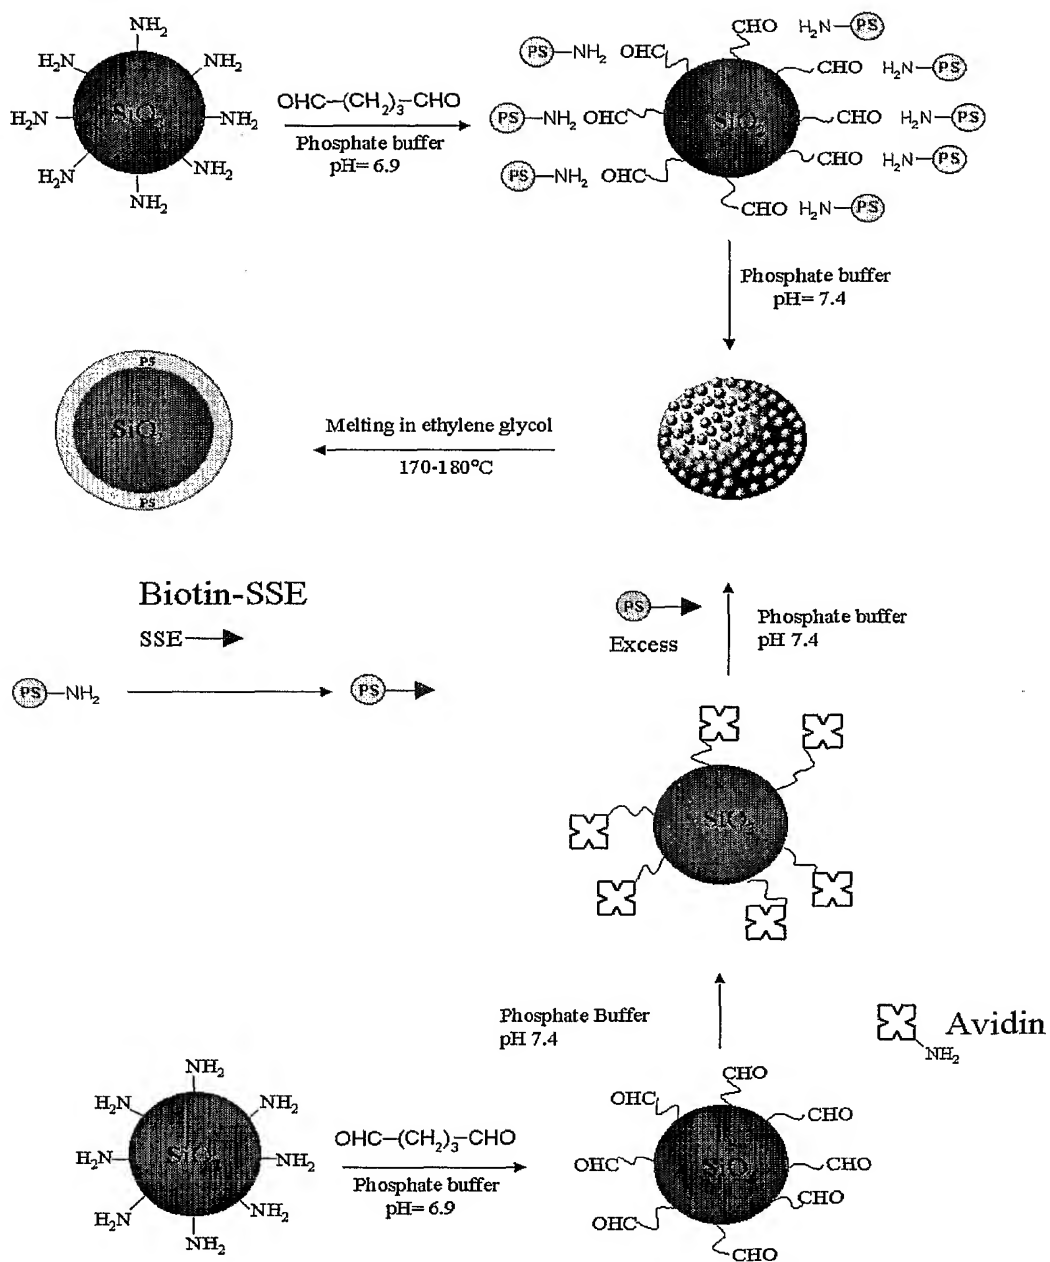 NH₂
H₂N NH₂
H₂N SiO₂ NH₂
H₂N NH₂
NH₂
OHC-(CH₂)₃-CHO
Phosphate buffer
pH= 6.9
CHO H₂N-PS
PS-NH₂ OHC CHO H₂N-PS
PS-NH₂ OHC SiO₂ CHO H₂N-PS
PS-NH₂ OHC CHO H₂N-PS
CHO H₂N-PS
Phosphate buffer
pH= 7.4
PS
SiO₂
PS
Melting in ethylene glycol
170-180°C
Biotin-SSE
SSE
PS-NH₂
PS
PS
Excess
Phosphate buffer
pH 7.4
SiO₂
Phosphate Buffer
pH 7.4
Avidin
NH₂
NH₂
H₂N NH₂
H₂N SiO₂ NH₂
H₂N NH₂
NH₂
OHC-(CH₂)₃-CHO
Phosphate buffer
pH= 6.9
CHO
OHC CHO
OHC SiO₂ CHO
OHC CHO
CHO